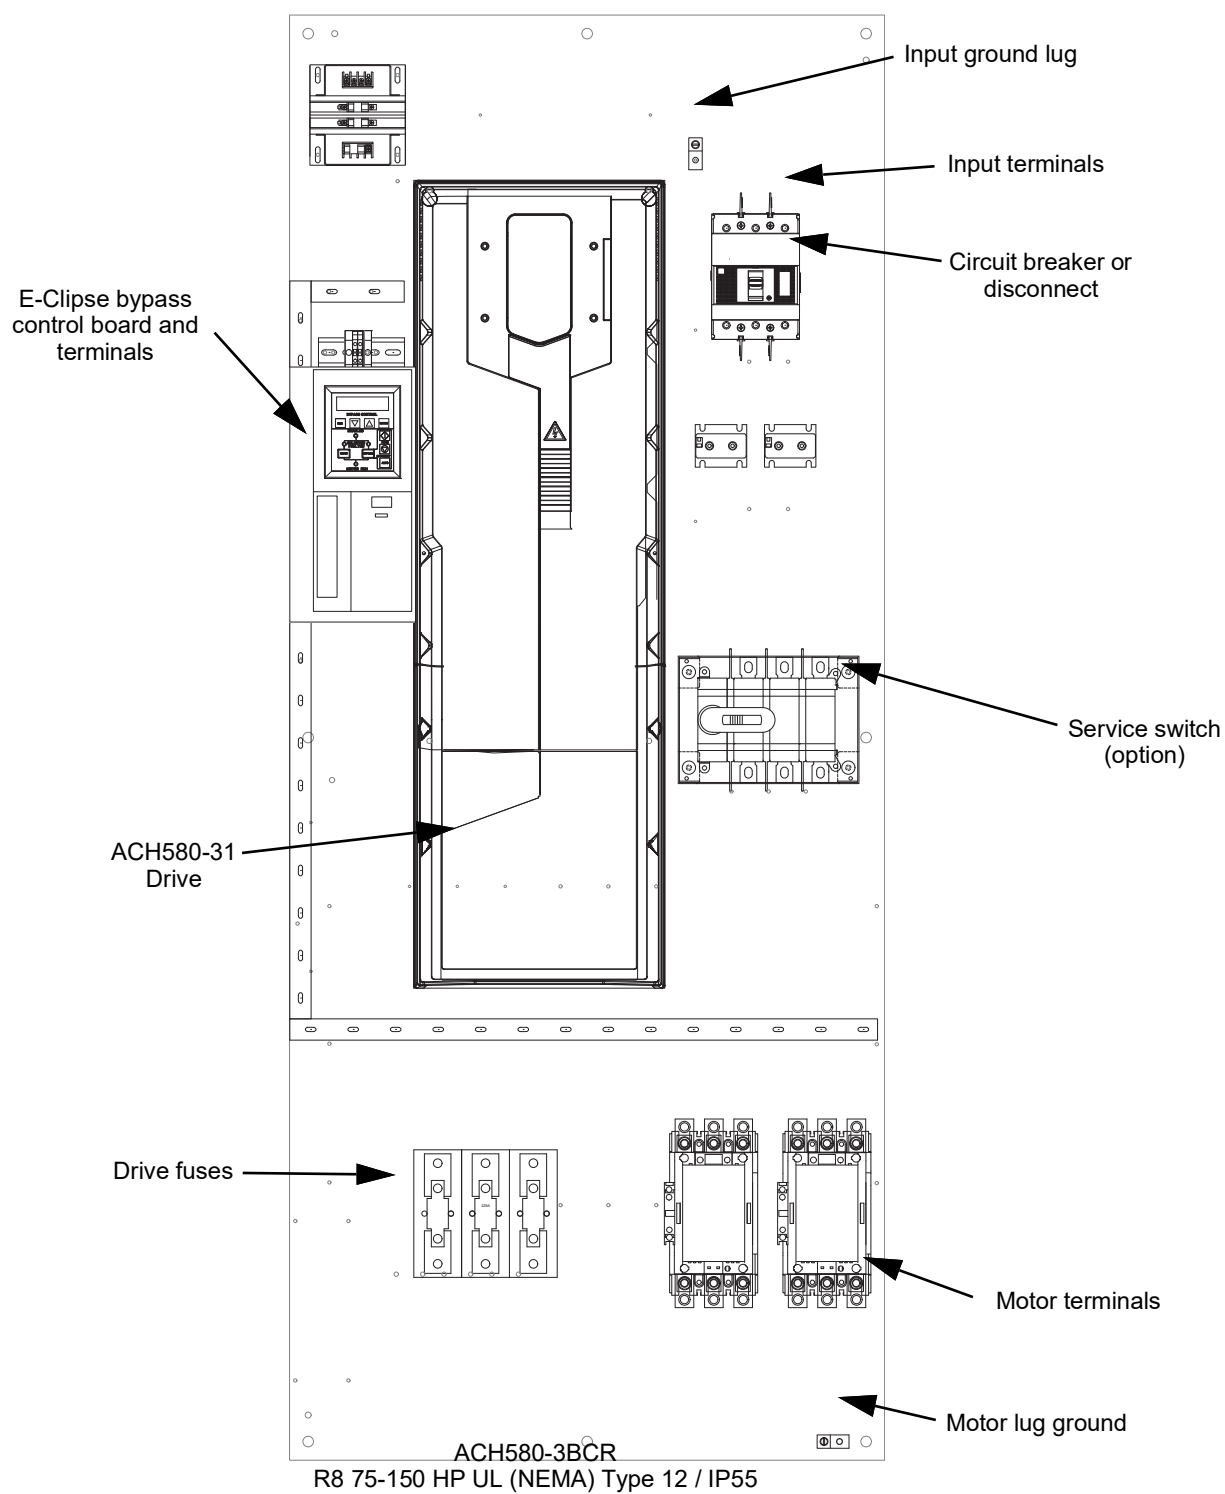 Input ground lug
Input terminals
Circuit breaker or
disconnect
E-Clipse bypass
control board and
terminals
Service switch
(option)
ACH580-31
Drive
Drive fuses
Motor terminals
Motor lug ground
ACH580-3BCR
R8 75-150 HP UL (NEMA) Type 12 / IP55